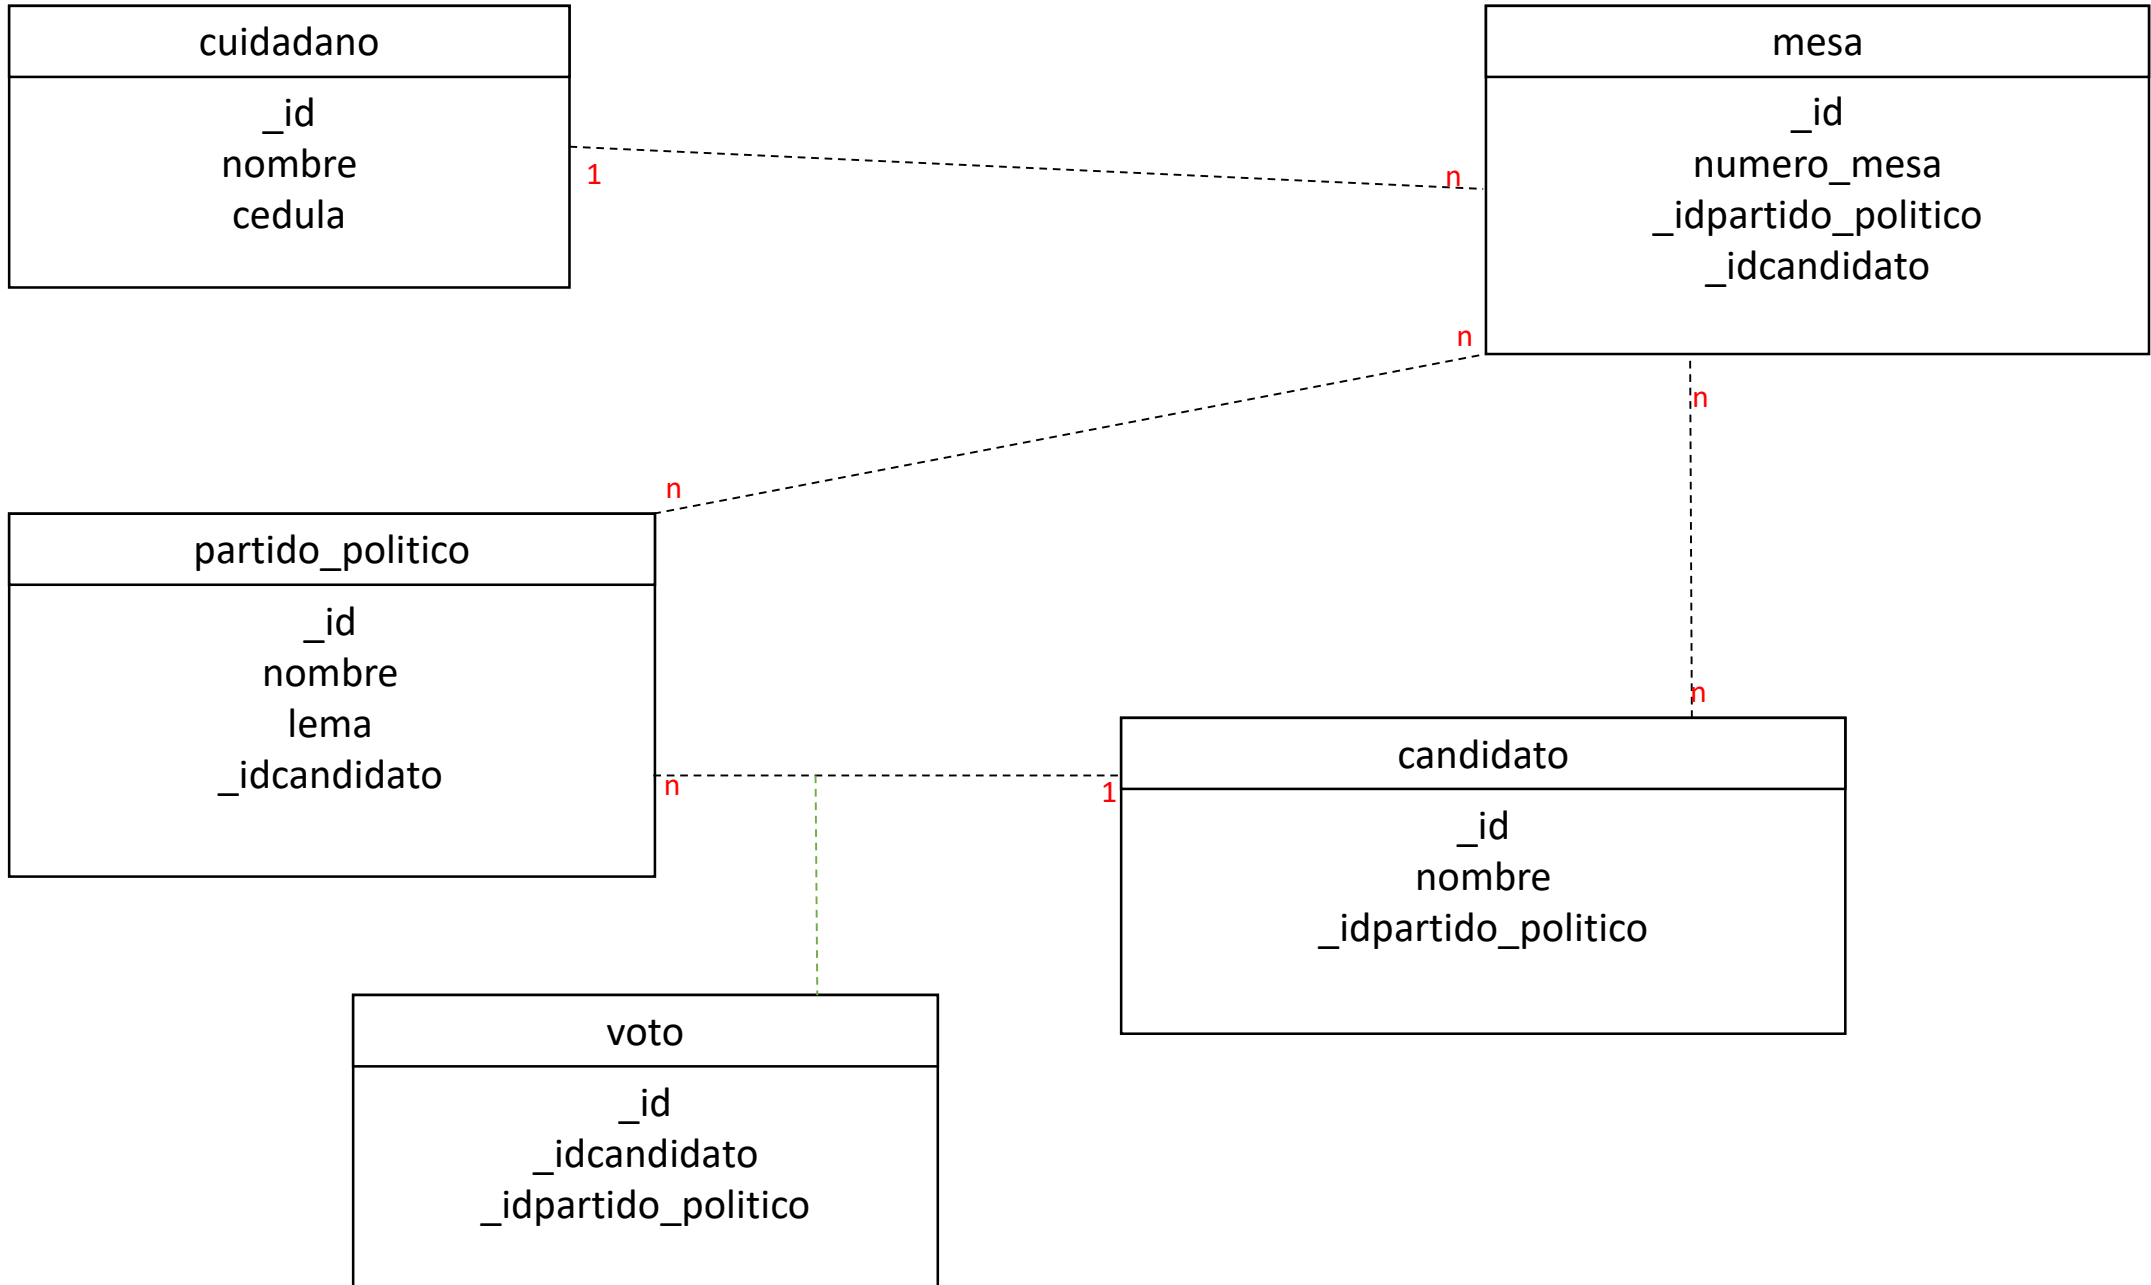 cuidadano
_id
nombre
cedula
1
mesa
_id
numero_mesa
_idpartido_politico
_idcandidato
n
n
n
n
n
partido_politico
_id
nombre
lema
_idcandidato
n
1
candidato
_id
nombre
_idpartido_politico
voto
_id
_idcandidato
_idpartido_politico